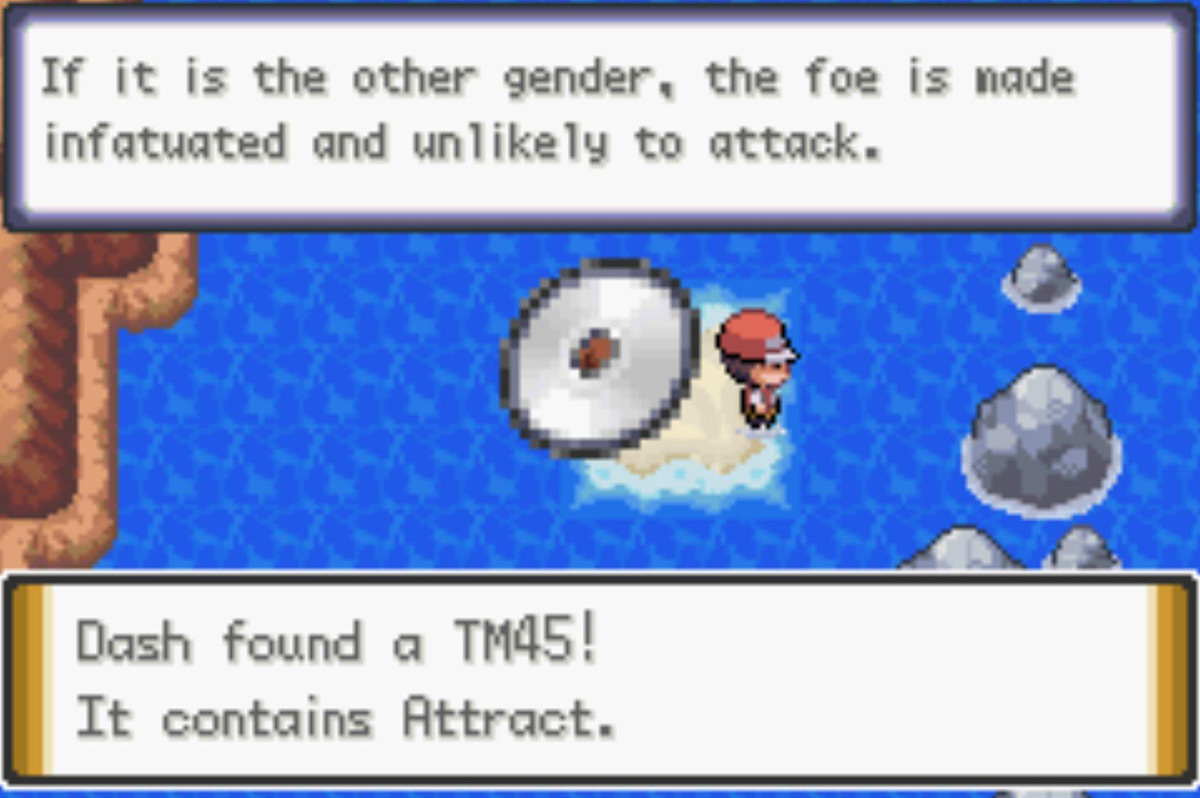 If it is the other gender, the foe is made
infatuated and unlikely to attack.
Dash found a TM45!
It contains Attract.